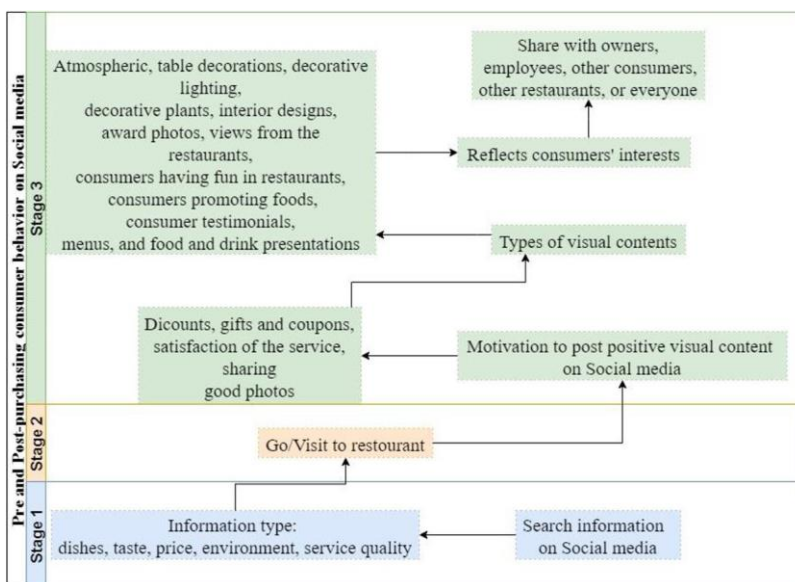 Pre and Post-purchasing consumer behavior on Social media
Stage 3
Atmospheric, table decorations, decorative
lighting,
decorative plants, interior designs,
award photos, views from the
restaurants,
consumers having fun in restaurants,
consumers promoting foods,
consumer testimonials,
menus, and food and drink presentations
Share with owners,
employees, other consumers,
other restaurants, or everyone
Reflects consumers' interests
Types of visual contents
Dicounts, gifts and coupons,
satisfaction of the service,
sharing
good photos
Motivation to post positive visual content
on Social media
Stage 2
Go/Visit to restourant
Stage 1
Information type:
dishes, taste, price, environment, service quality
Search information
on Social media